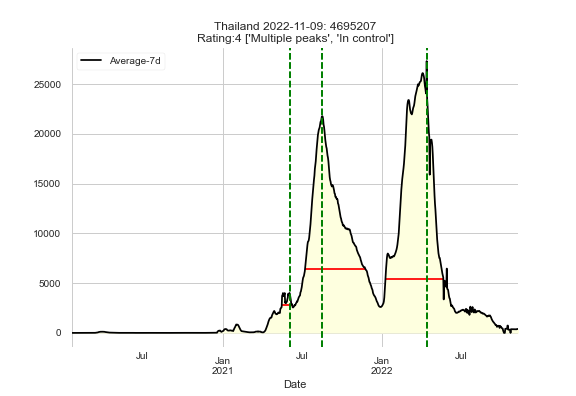 Thailand 2022-11-09: 4695207
Rating:4 ['Multiple peaks', 'In control']
Average-7d
25000
20000
15000
10000
5000
0
Jul
Jan
2021
Jul
Jan
2022
Jul
Date